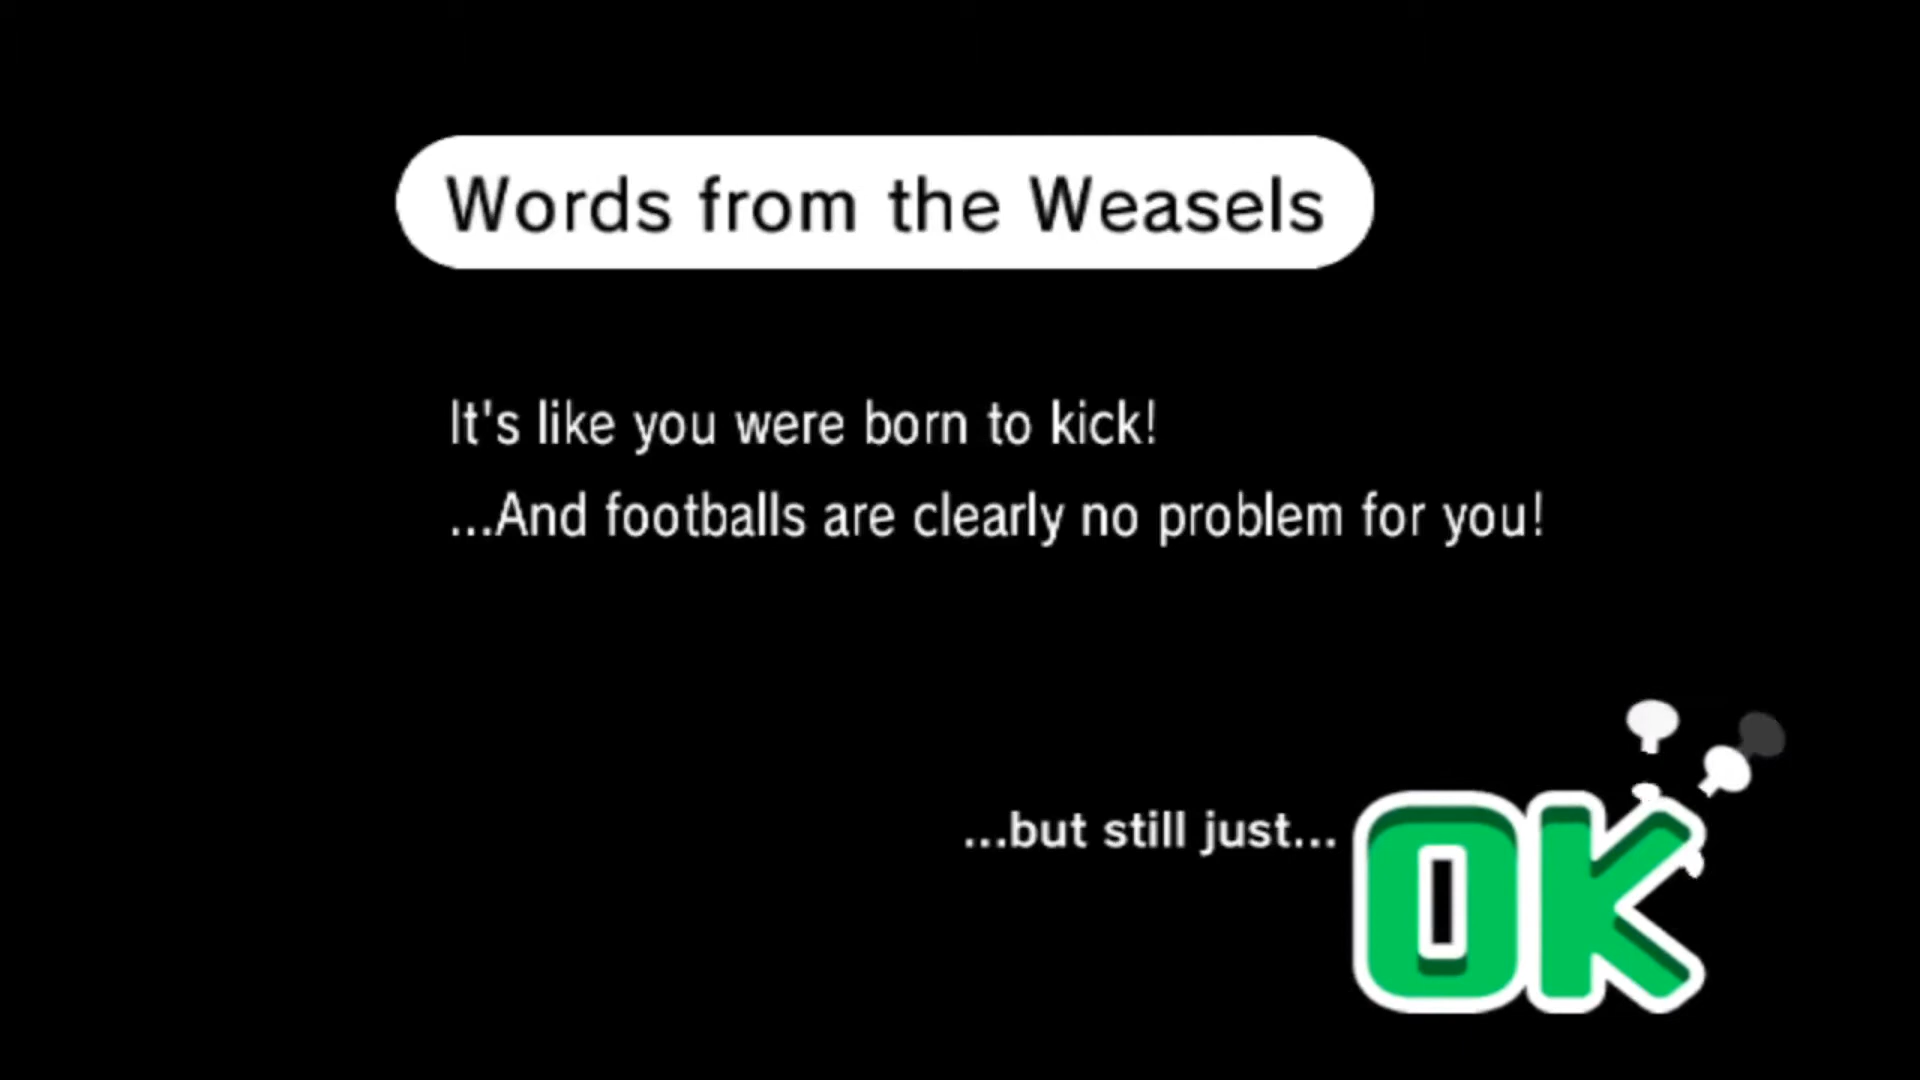 Words from the Weasels
It's like you were born to kick!
...And footballs are clearly no problem for you!
...but still just...
OK